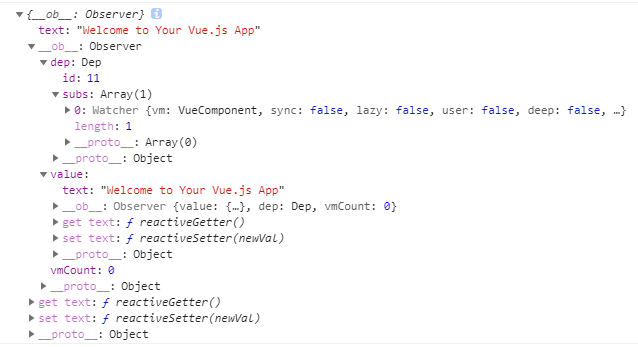 {__ob__: Observer} i
text: "Welcome to Your Vue.js App"
__ob__: Observer
dep: Dep
id: 11
subs: Array(1)
0: Watcher {vm: VueComponent, sync: false, lazy: false, user: false, deep: false, …}
length: 1
__proto__: Array(0)
__proto__: Object
value:
text: "Welcome to Your Vue.js App"
__ob__: Observer {value: {…}, dep: Dep, vmCount: 0}
get text: ƒ reactiveGetter()
set text: ƒ reactiveSetter(newVal)
__proto__: Object
vmCount: 0
__proto__: Object
get text: ƒ reactiveGetter()
set text: ƒ reactiveSetter(newVal)
__proto__: Object